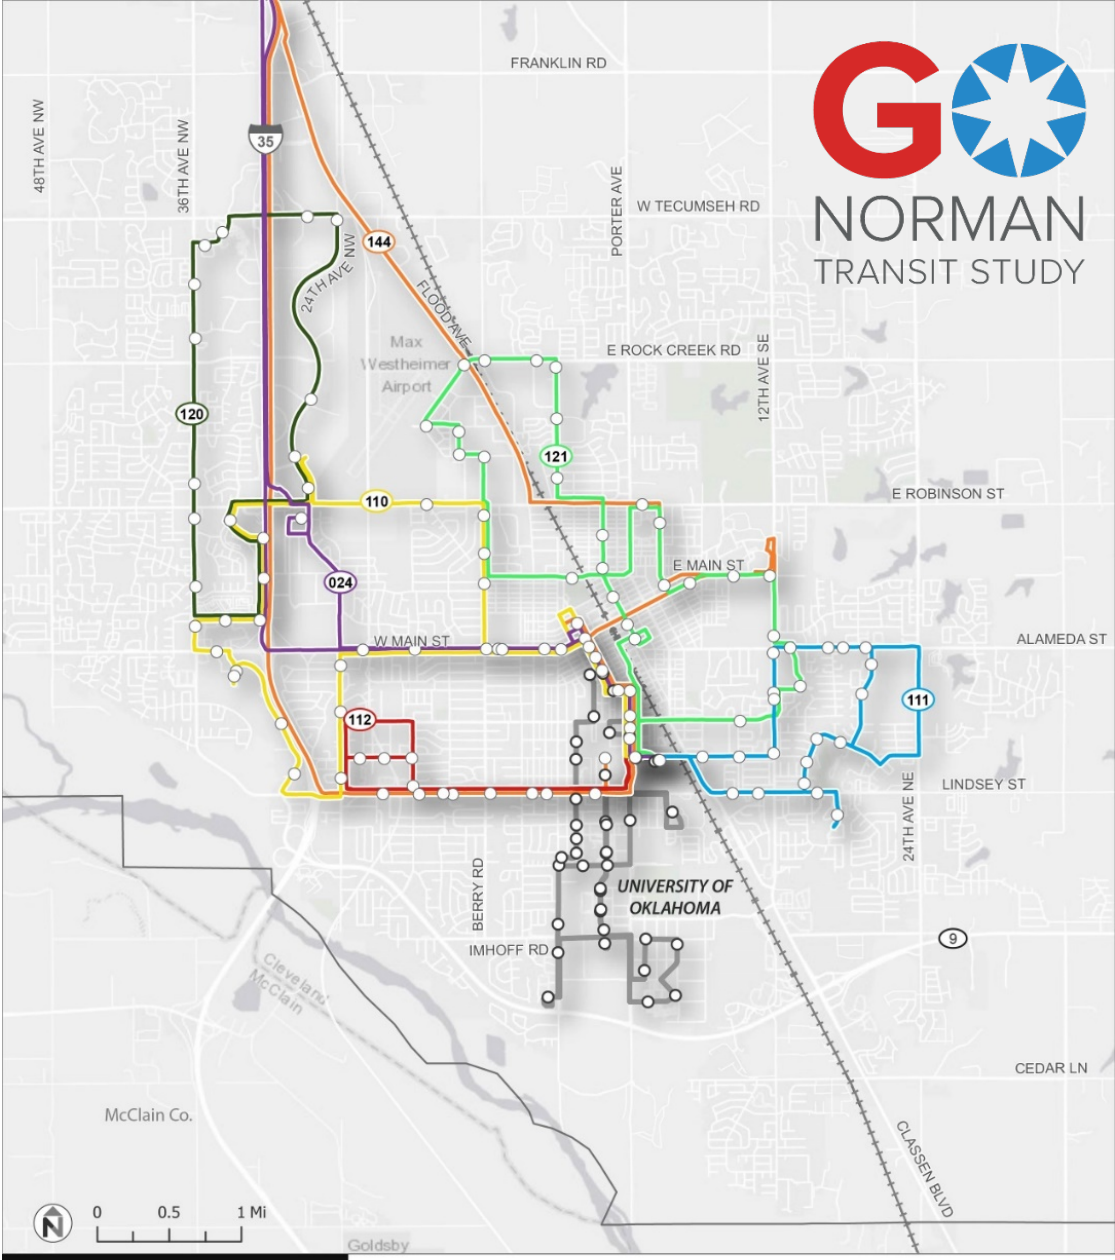 FRANKLIN RD
GO
NORMAN
TRANSIT STUDY
48TH AVE NW
36TH AVE NW
35
PORTER AVE
W TECUMSEH RD
144
24TH AVE NW
FLOOD AVE
Max
Westheimer
Airport
E ROCK CREEK RD
12TH AVE SE
120
121
110
E ROBINSON ST
024
E MAIN ST
W MAIN ST
ALAMEDA ST
112
111
LINDSEY ST
24TH AVE NE
BERRY RD
UNIVERSITY OF
OKLAHOMA
IMHOFF RD
9
Cleveland
McClain
CEDAR LN
McClain Co.
CLASSEN BLVD
N
0 0.5 1 Mi
Goldsby